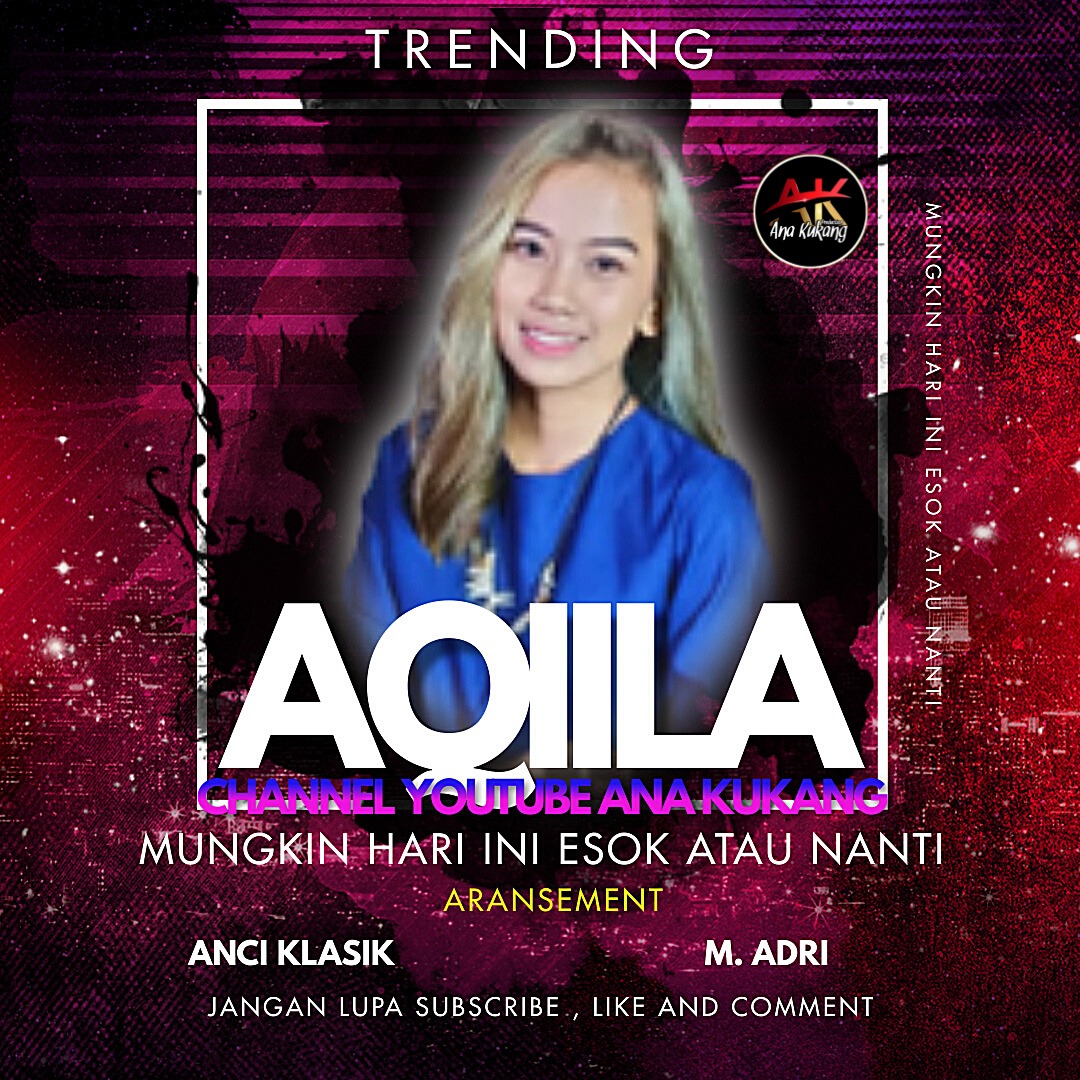 TRENDING
AK
Ana Kukang
MUNGKIN HARI INI ESOK ATAU NANTI
AQIILA
CHANNEL YOUTUBE ANA KUKANG
MUNGKIN HARI INI ESOK ATAU NANTI
ARANSEMENT
ANCI KLASIK
M. ADRI
JANGAN LUPA SUBSCRIBE , LIKE AND COMMENT